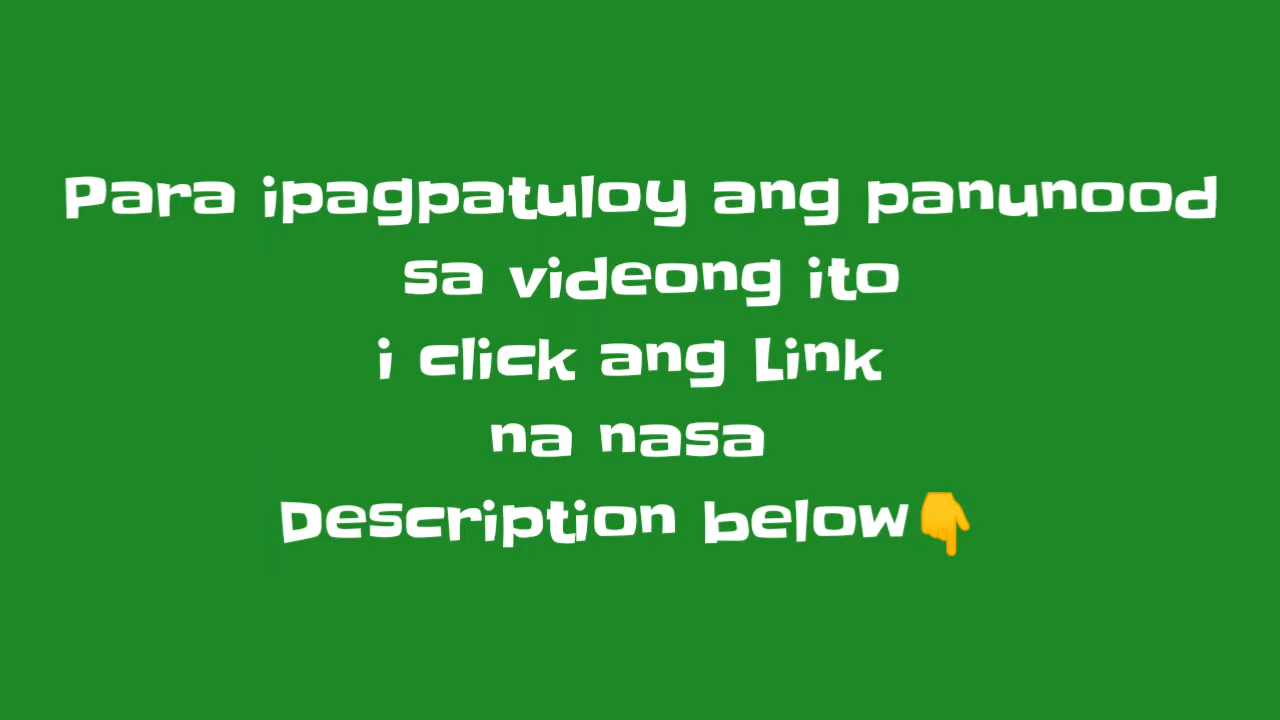 Para ipagpatuloy ang panunood
sa videong ito
i click ang Link
na nasa
Description below👇